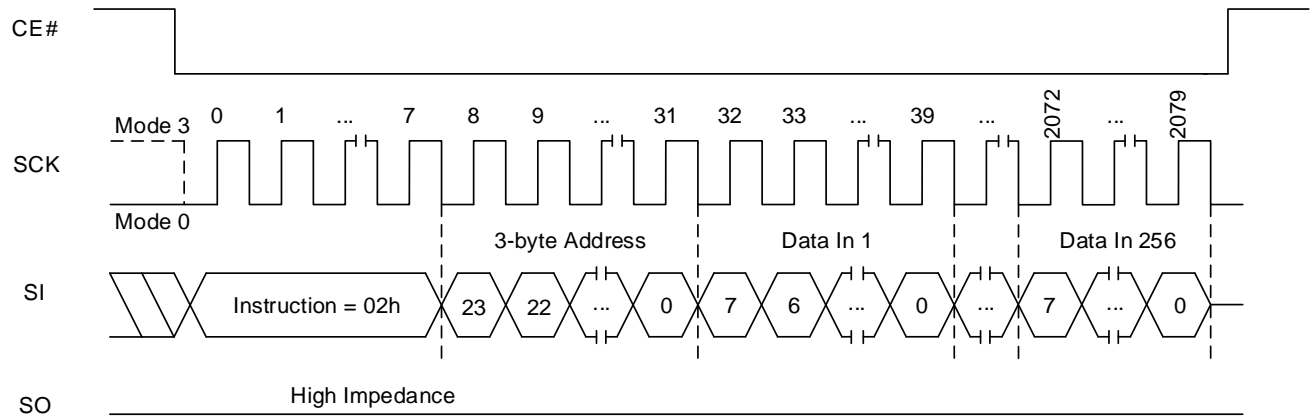 CE#
0 1 ... 7 8 9 ... 31 32 33 ... 39 ... 2072 ... 2079
Mode 3
SCK
Mode 0
3-byte Address Data In 1 Data In 256
SI Instruction = 02h 23 22 ... 0 7 6 ... 0 ... 7 ... 0
High Impedance
SO